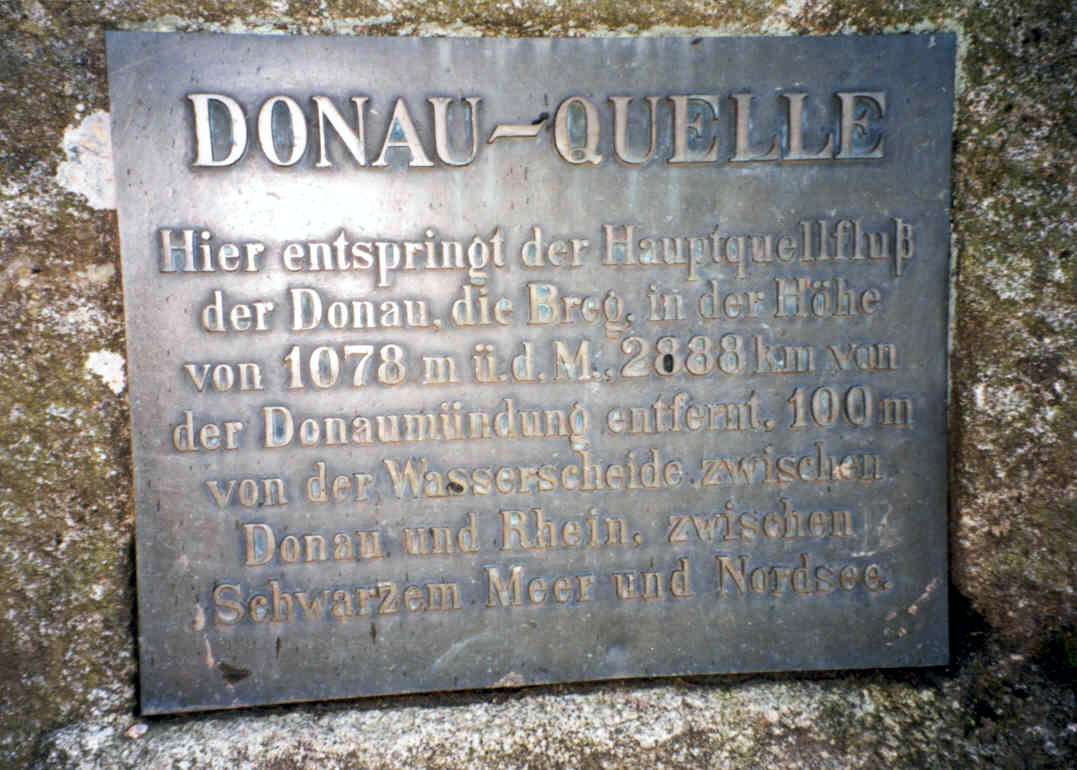 DONAU-QUELLE
Hier entspringt der Hauptquellfluß
der Donau, die Breg, in der Höhe
von 1078 m ü.d.M., 2888 km von
der Donaumündung entfernt, 100 m
von der Wasserscheide zwischen
Donau und Rhein, zwischen
Schwarzem Meer und Nordsee.